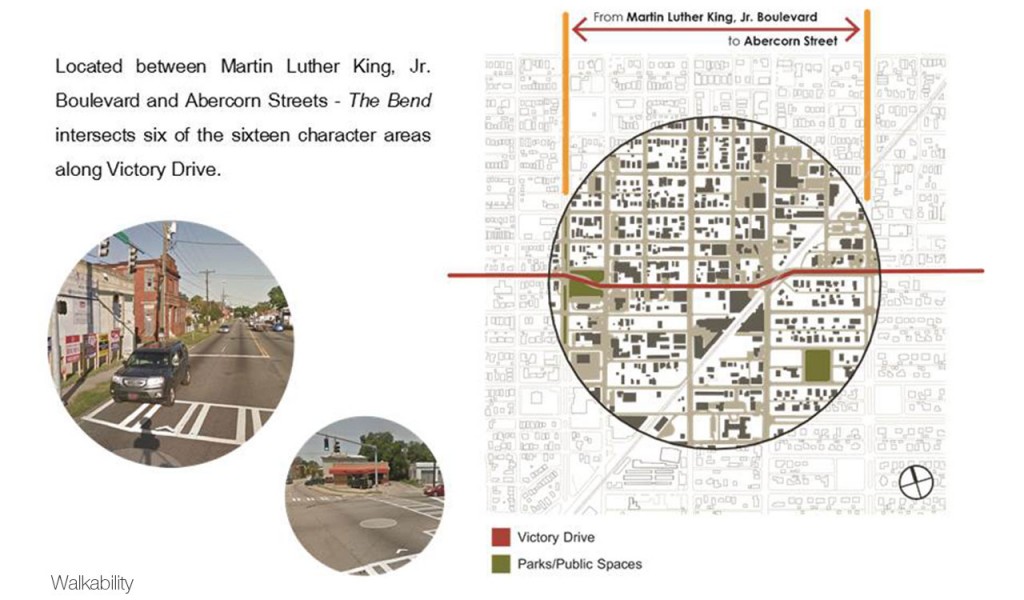 From Martin Luther King, Jr. Boulevard
to Abercorn Street
Located between Martin Luther King, Jr.
Boulevard and Abercorn Streets - The Bend
intersects six of the sixteen character areas
along Victory Drive.
Victory Drive
Parks/Public Spaces
Walkability